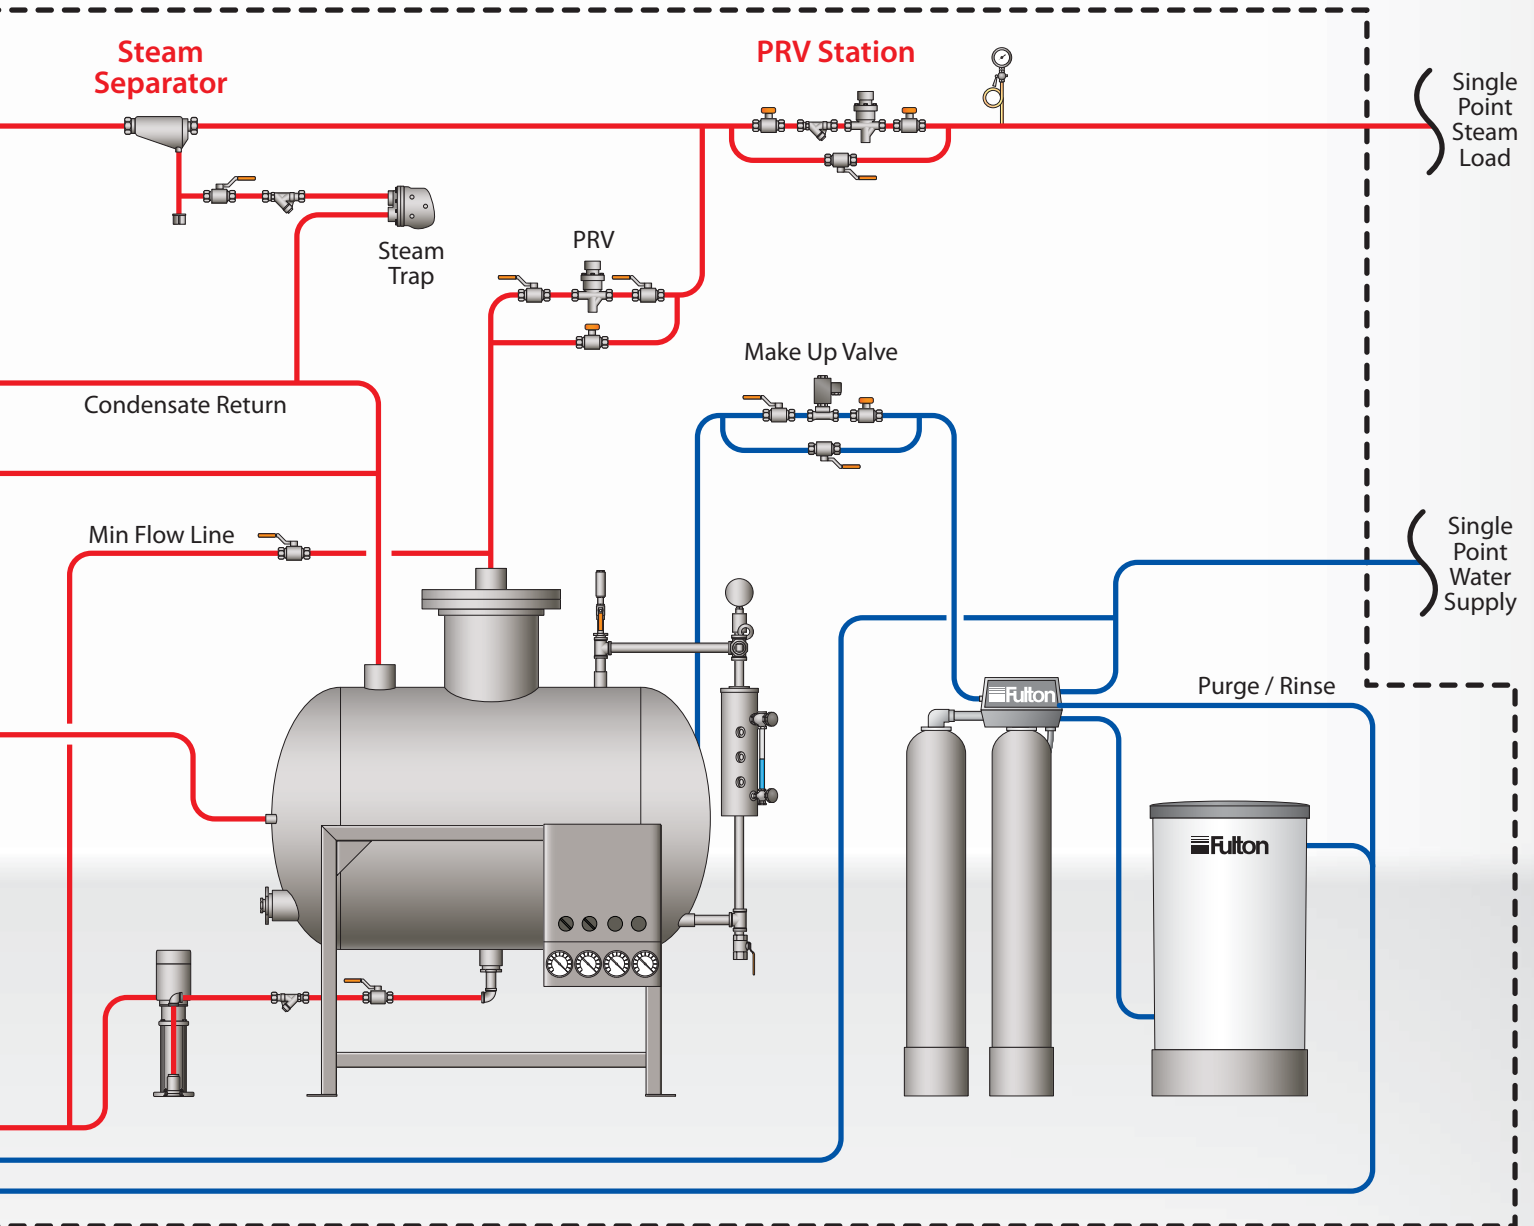 Steam
Separator
PRV Station
Single
Point
Steam
Load
Steam
Trap
PRV
Make Up Valve
Condensate Return
Min Flow Line
Single
Point
Water
Supply
Purge / Rinse
Fulton
Fulton